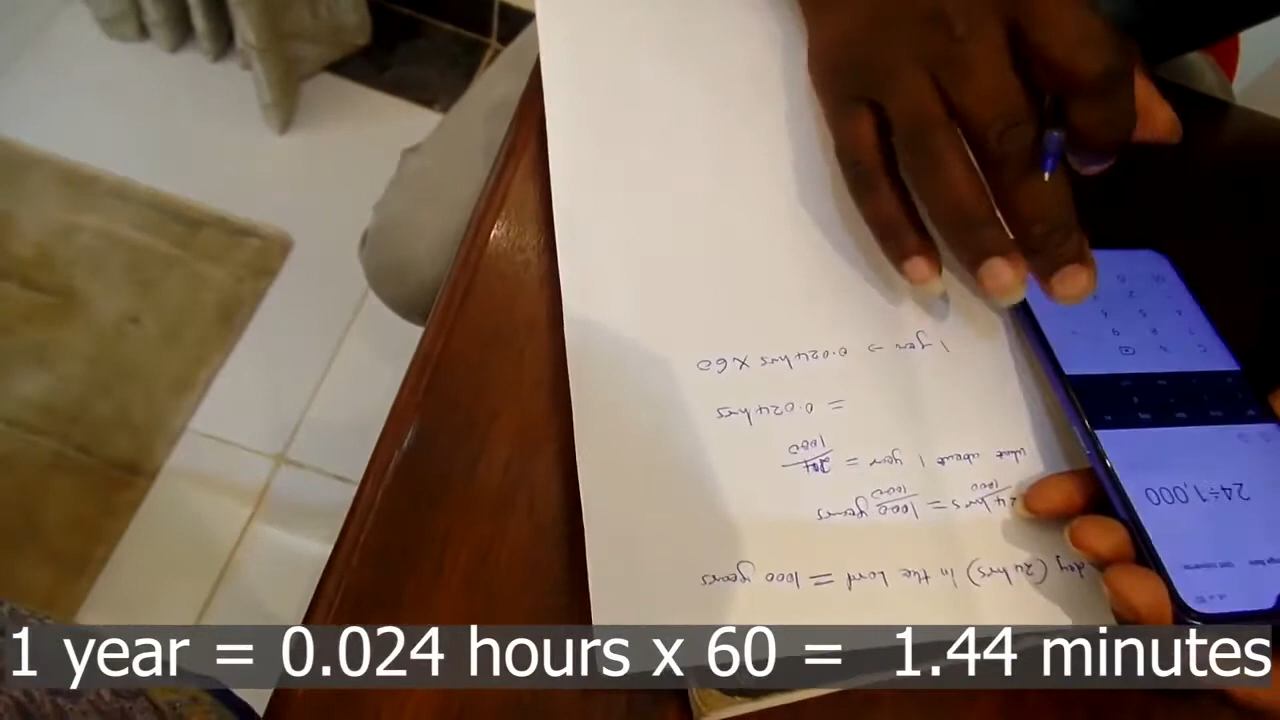 day (24 hrs) in the Lord = 1000 years
24 hrs = 1000 years
1000 1000
what about 1 year = 24
1000
= 0.024 hrs
1 year → 0.024 hrs X 60
24÷1,000
1 year = 0.024 hours x 60 = 1.44 minutes